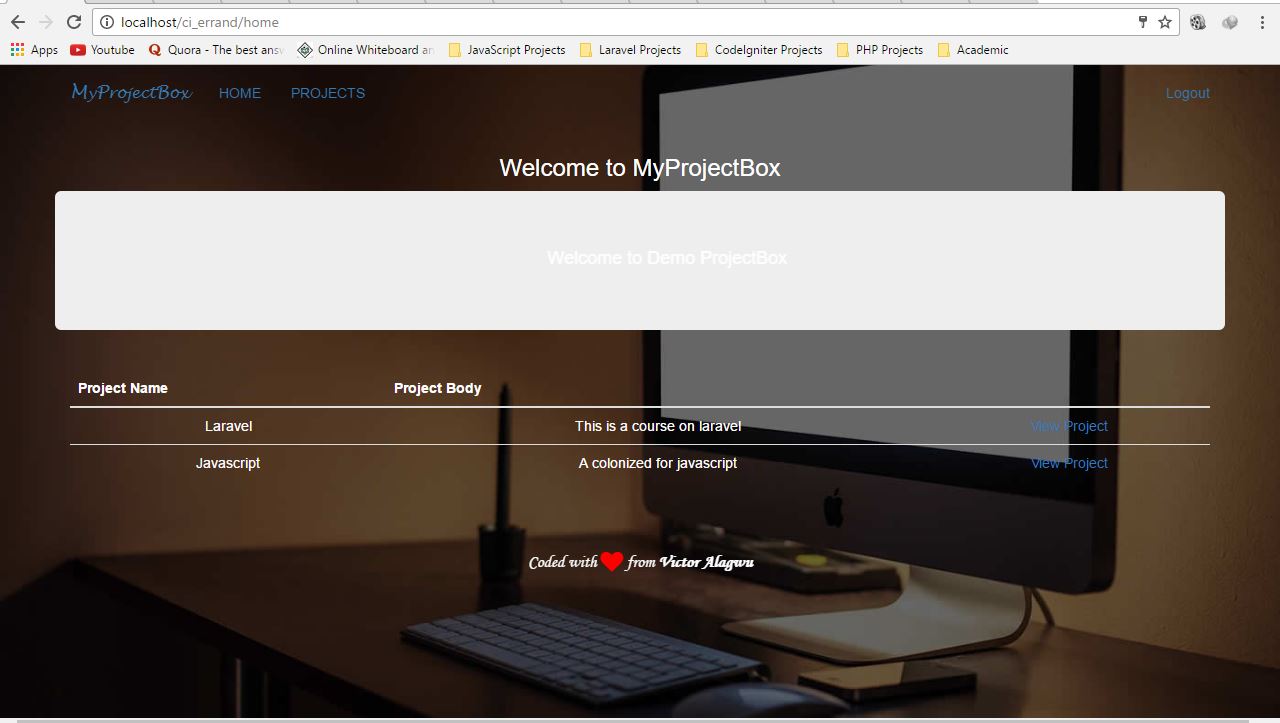 localhost/ci_errand/home
Apps Youtube Quora - The best ans Online Whiteboard an JavaScript Projects Laravel Projects CodeIgniter Projects PHP Projects Academic
MyProjectBox HOME PROJECTS Logout
Welcome to MyProjectBox
Welcome to Demo ProjectBox
Project Name Project Body
Laravel This is a course on laravel View Project
Javascript A colonized for javascript View Project
Coded with from Victor Alagwu